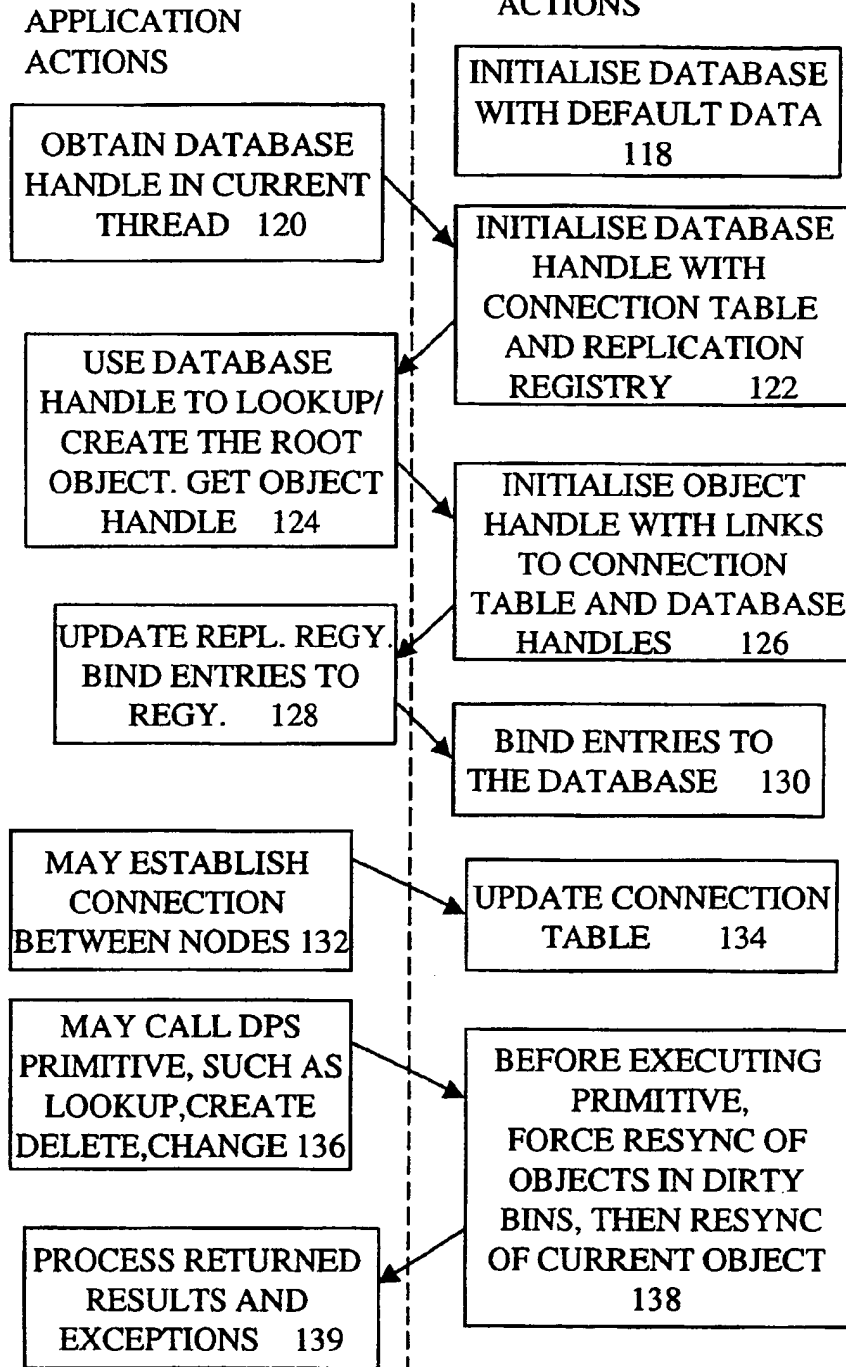 APPLICATION
ACTIONS
ACTIONS
INITIALISE DATABASE
WITH DEFAULT DATA
118
OBTAIN DATABASE
HANDLE IN CURRENT
THREAD 120
INITIALISE DATABASE
HANDLE WITH
CONNECTION TABLE
AND REPLICATION
REGISTRY 122
USE DATABASE
HANDLE TO LOOKUP/
CREATE THE ROOT
OBJECT. GET OBJECT
HANDLE 124
INITIALISE OBJECT
HANDLE WITH LINKS
TO CONNECTION
TABLE AND DATABASE
HANDLES 126
UPDATE REPL. REGY.
BIND ENTRIES TO
REGY. 128
BIND ENTRIES TO
THE DATABASE 130
MAY ESTABLISH
CONNECTION
BETWEEN NODES 132
UPDATE CONNECTION
TABLE 134
MAY CALL DPS
PRIMITIVE, SUCH AS
LOOKUP,CREATE
DELETE,CHANGE 136
BEFORE EXECUTING
PRIMITIVE,
FORCE RESYNC OF
OBJECTS IN DIRTY
BINS, THEN RESYNC
OF CURRENT OBJECT
138
PROCESS RETURNED
RESULTS AND
EXCEPTIONS 139